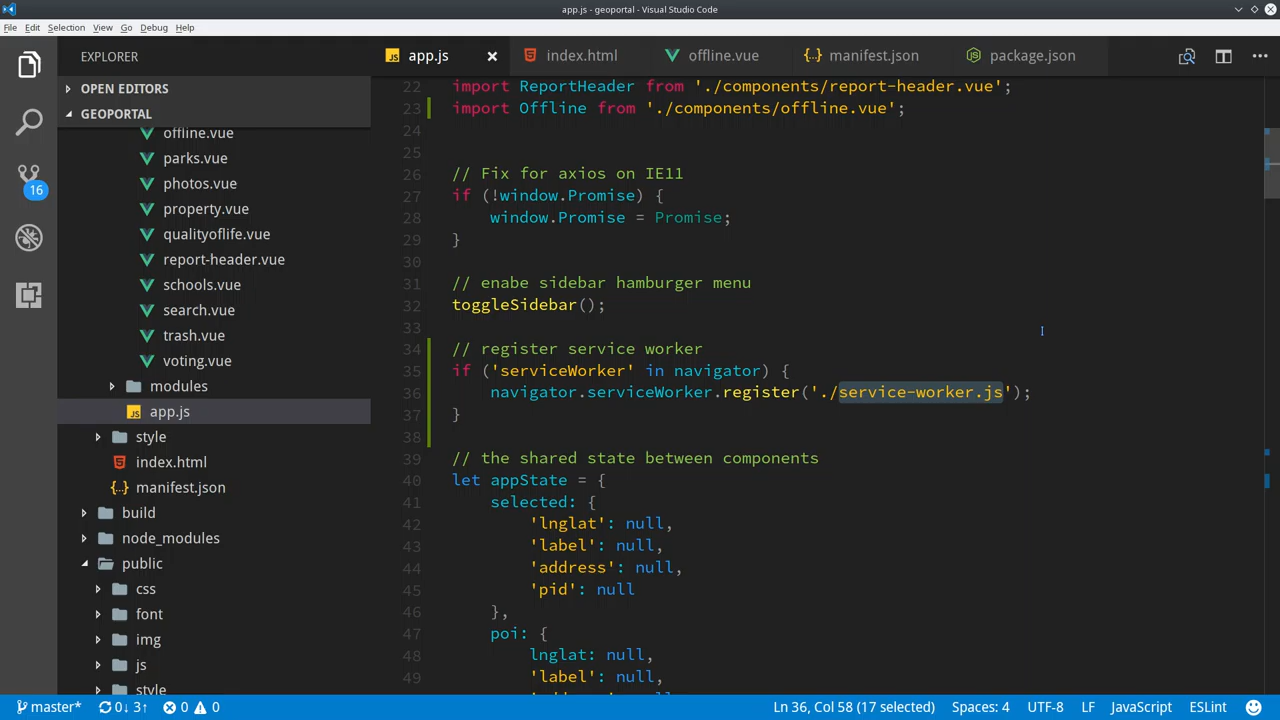 app.js - geoportal - Visual Studio Code
File Edit Selection View Go Debug Help
EXPLORER
OPEN EDITORS
GEOPORTAL
offline.vue
parks.vue
photos.vue
property.vue
qualityoflife.vue
report-header.vue
schools.vue
search.vue
trash.vue
voting.vue
modules
JS app.js
style
index.html
{..} manifest.json
build
node_modules
public
css
font
img
js
style
16
JS app.js index.html offline.vue {} manifest.json package.json
22 import ReportHeader from './components/report-header.vue';
23 import Offline from './components/offline.vue';
24
25
26 // Fix for axios on IE11
27 if (!window.Promise) {
28 window.Promise = Promise;
29 }
30
31 // enabe sidebar hamburger menu
32 toggleSidebar();
33
34 // register service worker
35 if ('serviceWorker' in navigator) {
36 navigator.serviceWorker.register('./service-worker.js');
37 }
38
39 // the shared state between components
40 let appState = {
41 selected: {
42 'lnglat': null,
43 'label': null,
44 'address': null,
45 'pid': null
46 },
47 poi: {
48 lnglat: null,
49 'label': null,
master* 0↓ 3↑ 0 0 Ln 36, Col 58 (17 selected) Spaces: 4 UTF-8 LF JavaScript ESLint